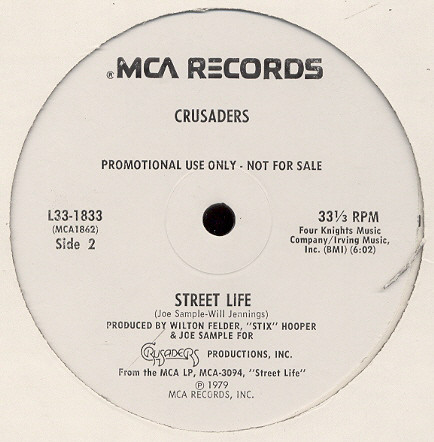 ® MCA RECORDS
CRUSADERS
PROMOTIONAL USE ONLY - NOT FOR SALE
L33-1833
(MCA1862)
Side 2
33⅓ RPM
Four Knights Music
Company/Irving Music,
Inc. (BMI) (6:02)
STREET LIFE
(Joe Sample-Will Jennings)
PRODUCED BY WILTON FELDER, "STIX" HOOPER
& JOE SAMPLE FOR
CRUSADERS PRODUCTIONS, INC.
From the MCA LP, MCA-3094, "Street Life"
℗ 1979
MCA RECORDS, INC.